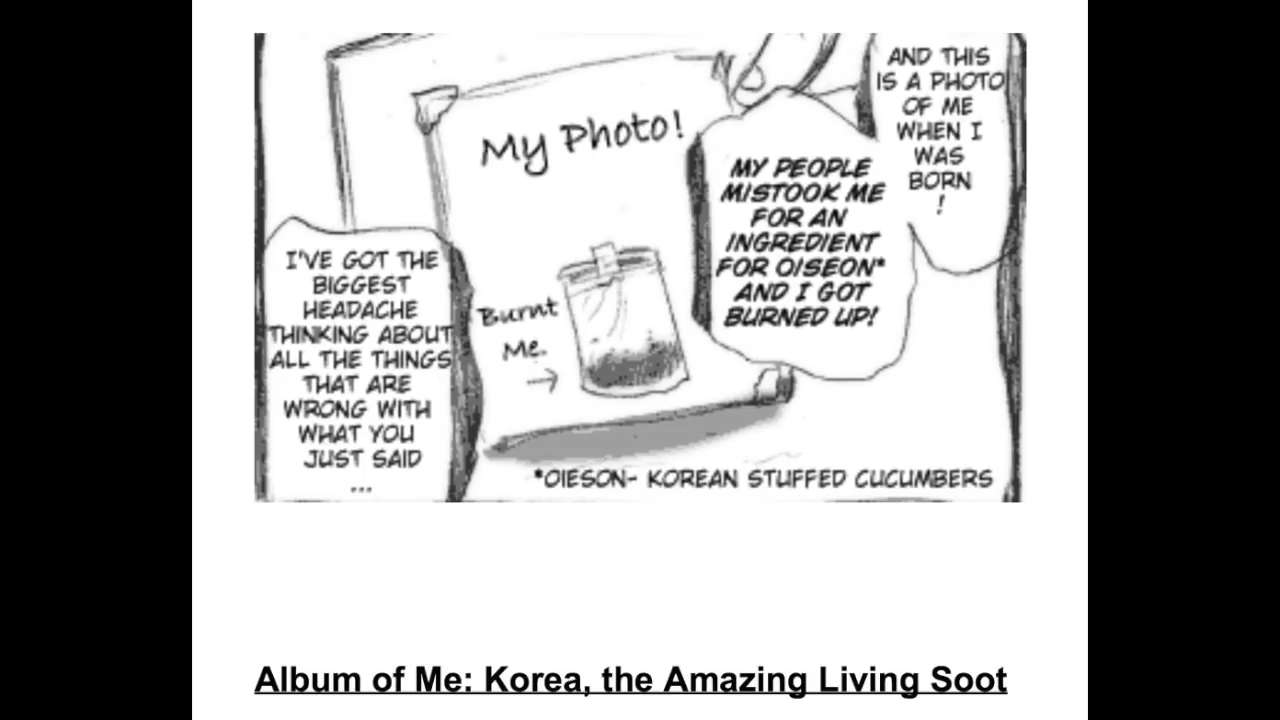 AND THIS
IS A PHOTO
OF ME
WHEN I
WAS
BORN
!
My Photo!
MY PEOPLE
MISTOOK ME
FOR AN
INGREDIENT
FOR OISEON*
AND I GOT
BURNED UP!
Burnt
Me.
I'VE GOT THE
BIGGEST
HEADACHE
THINKING ABOUT
ALL THE THINGS
THAT ARE
WRONG WITH
WHAT YOU
JUST SAID
...
*OIESON- KOREAN STUFFED CUCUMBERS
Album of Me: Korea, the Amazing Living Soot